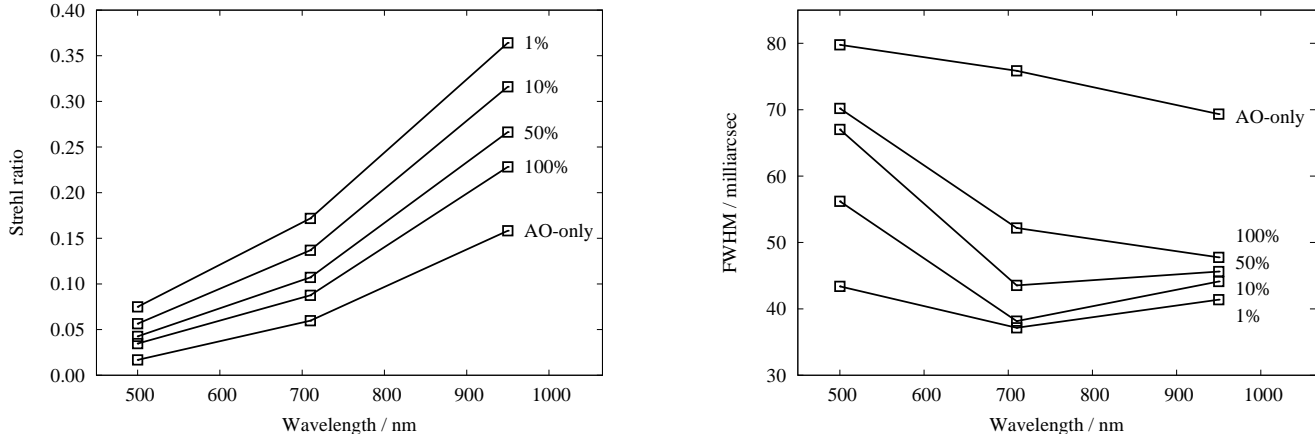 0.40
0.35
0.30
0.25
0.20
0.15
0.10
0.05
0.00
Strehl ratio
1%
10%
50%
100%
AO-only
500 600 700 800 900 1000
Wavelength / nm
80
70
60
50
40
30
FWHM / milliarcsec
AO-only
100%
50%
10%
1%
500 600 700 800 900 1000
Wavelength / nm